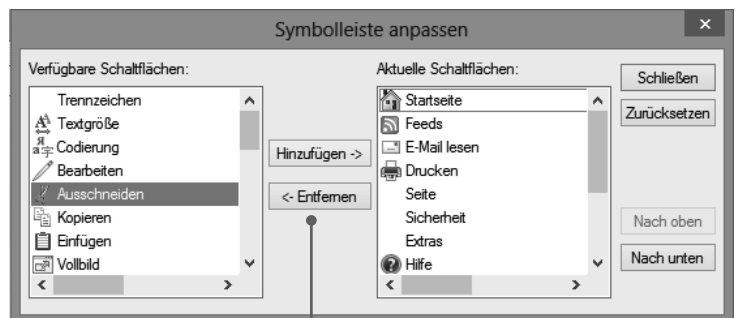 Symbolleiste anpassen
Verfügbare Schaltflächen:
Trennzeichen
Textgröße
Codierung
Bearbeiten
Ausschneiden
Kopieren
Einfügen
Vollbild
Hinzufügen ->
<- Entfernen
Aktuelle Schaltflächen:
Startseite
Feeds
E-Mail lesen
Drucken
Seite
Sicherheit
Extras
Hilfe
Schließen
Zurücksetzen
Nach oben
Nach unten